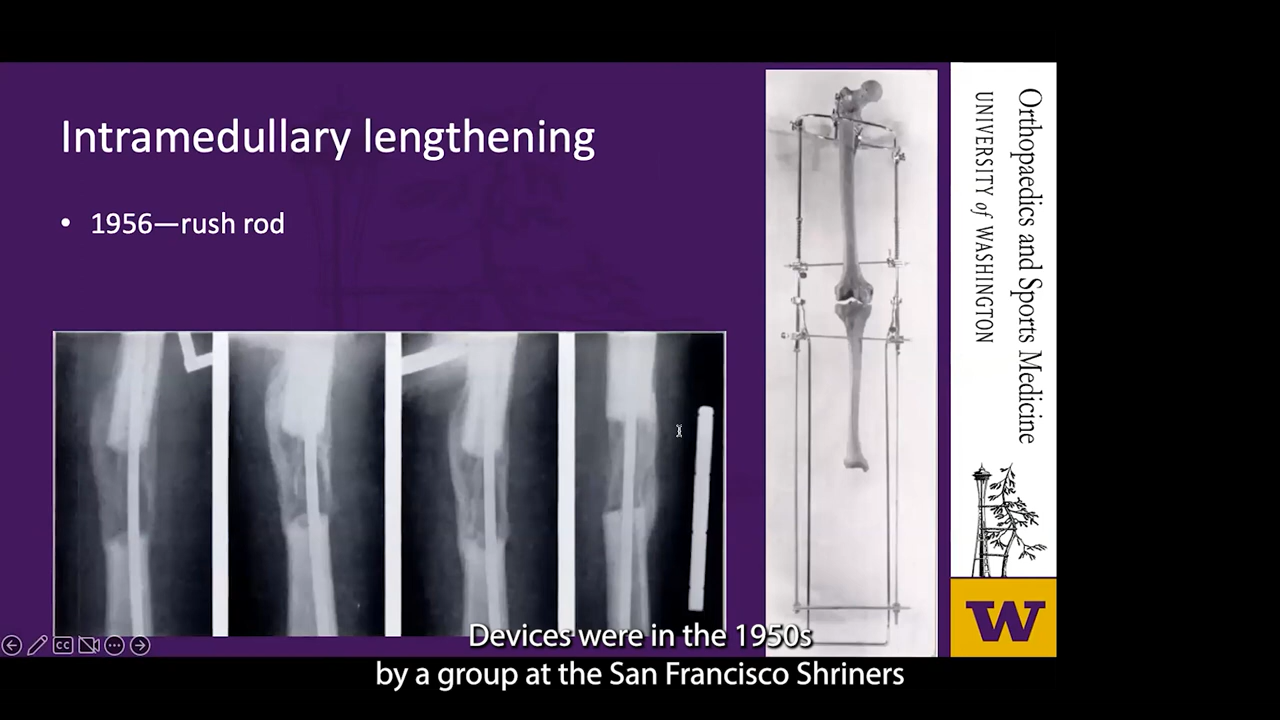 Intramedullary lengthening
• 1956—rush rod
Orthopaedics and Sports Medicine
UNIVERSITY of WASHINGTON
W
CC
Devices were in the 1950s
by a group at the San Francisco Shriners